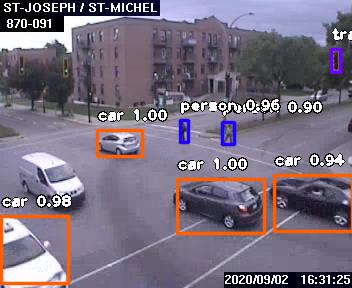 ST-JOSEPH / ST-MICHEL
870-091
tra
person 0.96
0.90
car 1.00
car 1.00
car 0.94
car 0.98
2020/09/02 16:31:25